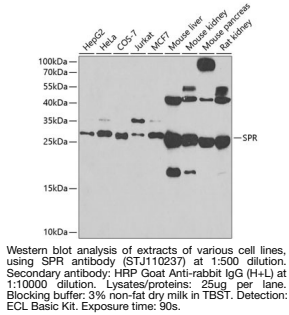 HepG2
HeLa
COS-7
Jurkat
MCF7
Mouse liver
Mouse kidney
Mouse pancreas
Rat kidney
100kDa
70kDa
55kDa
40kDa
35kDa
25kDa
SPR
15kDa
10kDa
Western blot analysis of extracts of various cell lines,
using SPR antibody (STJ110237) at 1:500 dilution.
Secondary antibody: HRP Goat Anti-rabbit IgG (H+L) at
1:10000 dilution. Lysates/proteins: 25ug per lane.
Blocking buffer: 3% non-fat dry milk in TBST. Detection:
ECL Basic Kit. Exposure time: 90s.